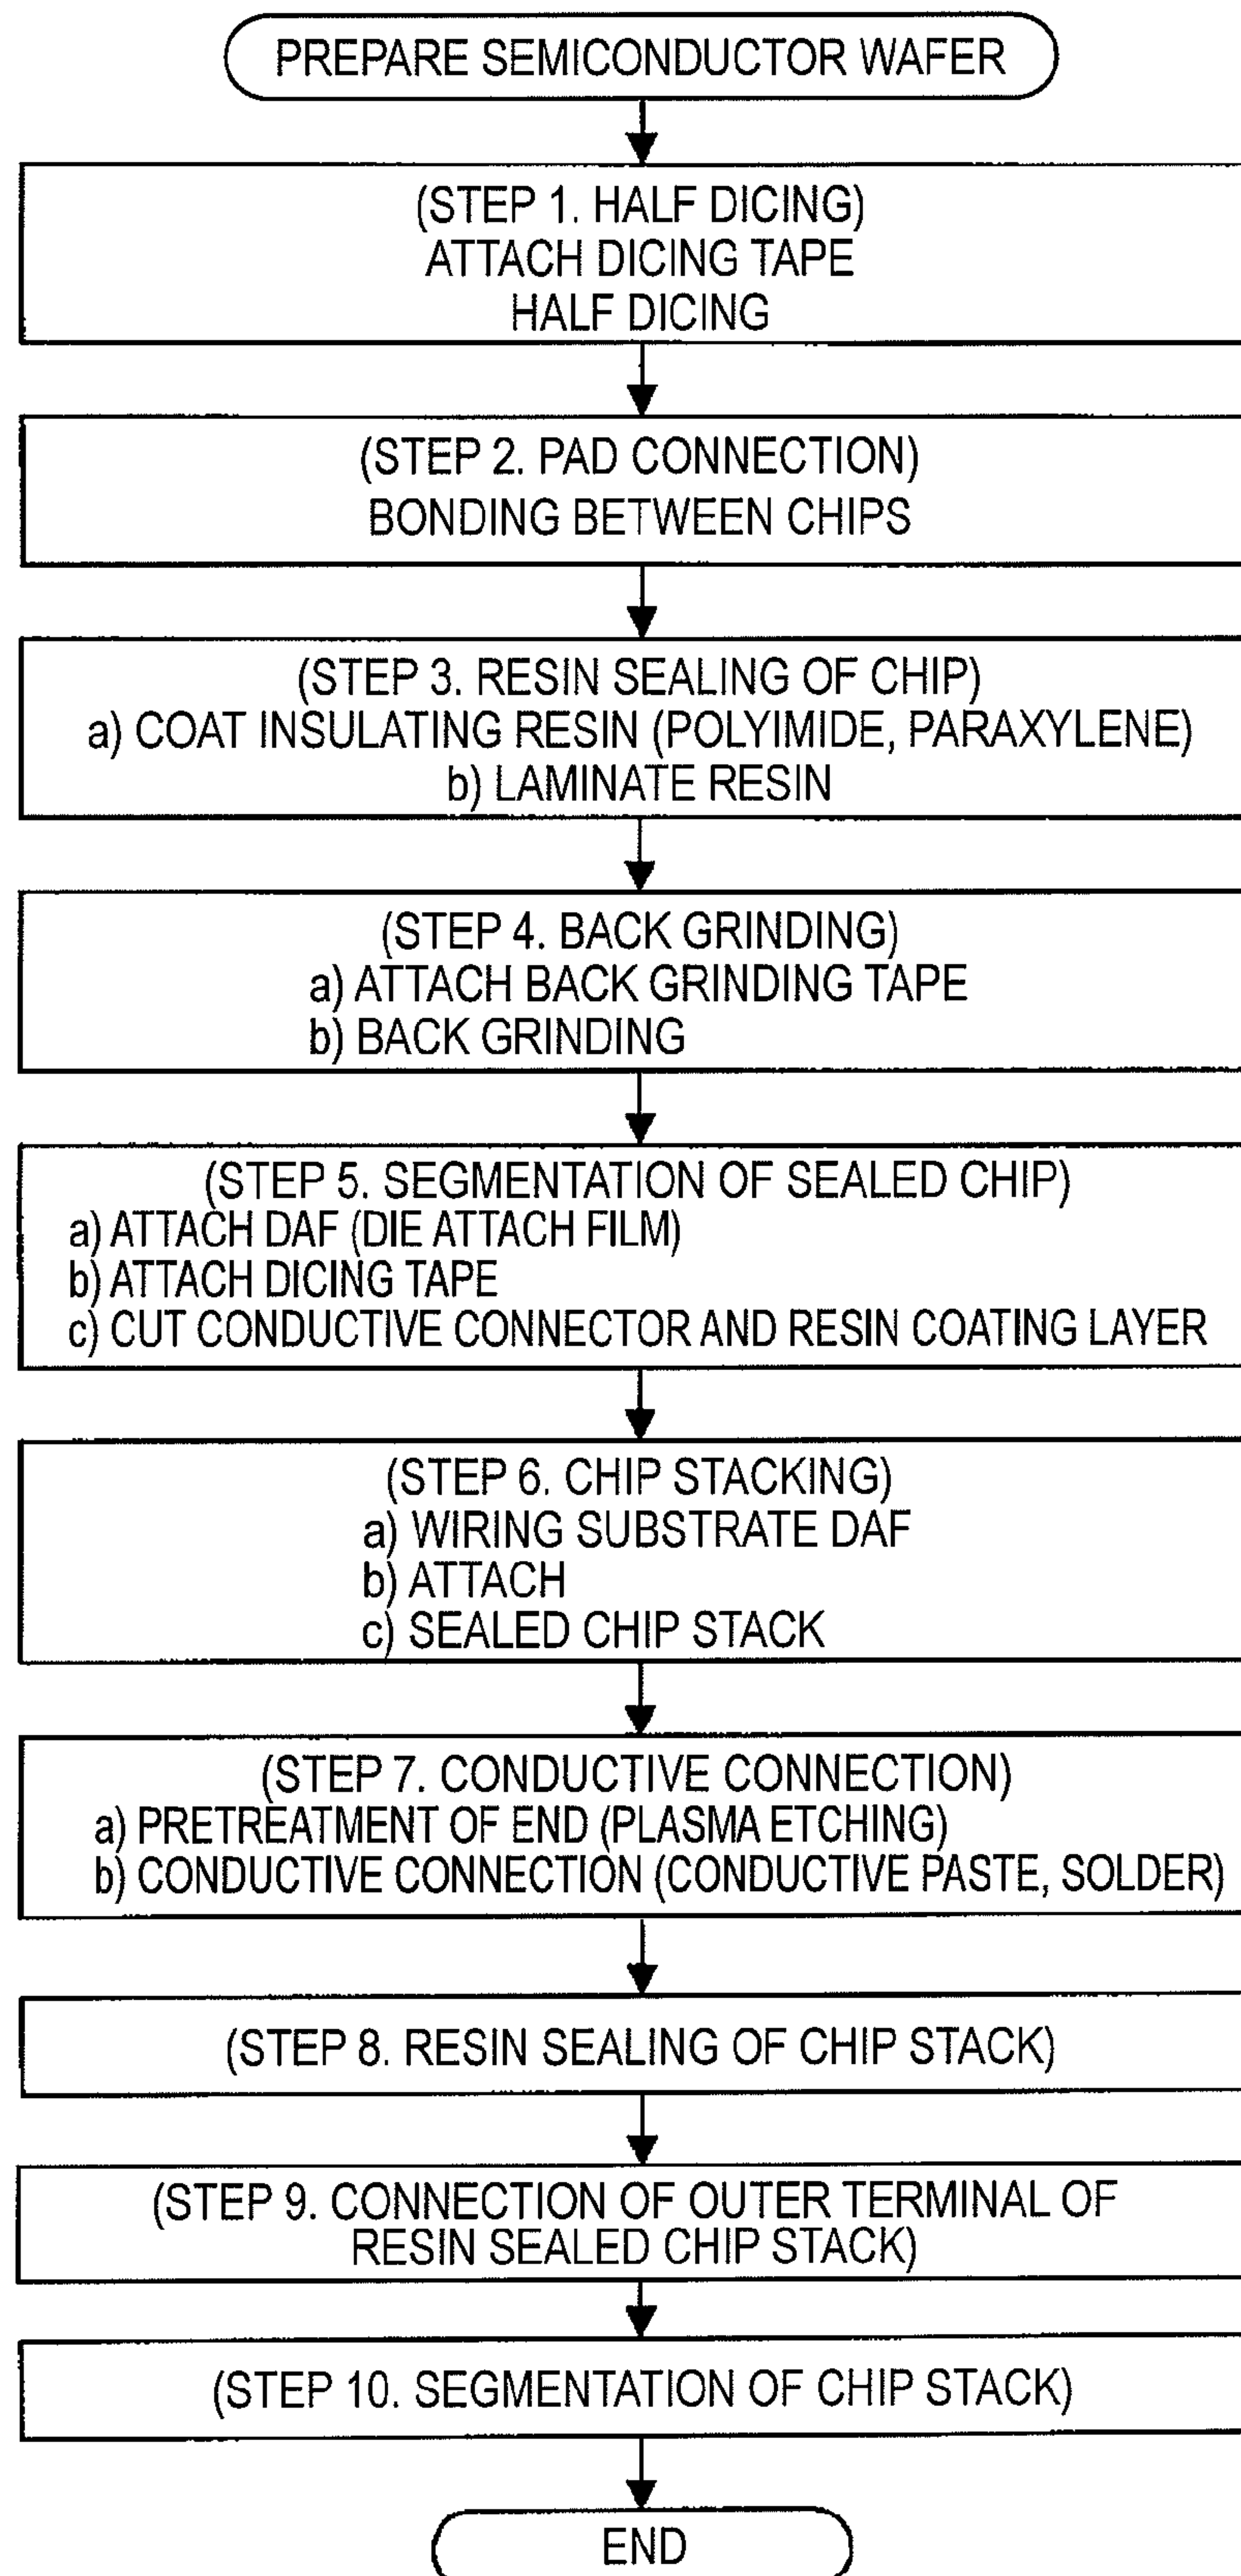 PREPARE SEMICONDUCTOR WAFER
(STEP 1. HALF DICING)
ATTACH DICING TAPE
HALF DICING
(STEP 2. PAD CONNECTION)
BONDING BETWEEN CHIPS
(STEP 3. RESIN SEALING OF CHIP)
a) COAT INSULATING RESIN (POLYIMIDE, PARAXYLENE)
b) LAMINATE RESIN
(STEP 4. BACK GRINDING)
a) ATTACH BACK GRINDING TAPE
b) BACK GRINDING
(STEP 5. SEGMENTATION OF SEALED CHIP)
a) ATTACH DAF (DIE ATTACH FILM)
b) ATTACH DICING TAPE
c) CUT CONDUCTIVE CONNECTOR AND RESIN COATING LAYER
(STEP 6. CHIP STACKING)
a) WIRING SUBSTRATE DAF
b) ATTACH
c) SEALED CHIP STACK
(STEP 7. CONDUCTIVE CONNECTION)
a) PRETREATMENT OF END (PLASMA ETCHING)
b) CONDUCTIVE CONNECTION (CONDUCTIVE PASTE, SOLDER)
(STEP 8. RESIN SEALING OF CHIP STACK)
(STEP 9. CONNECTION OF OUTER TERMINAL OF
RESIN SEALED CHIP STACK)
(STEP 10. SEGMENTATION OF CHIP STACK)
END